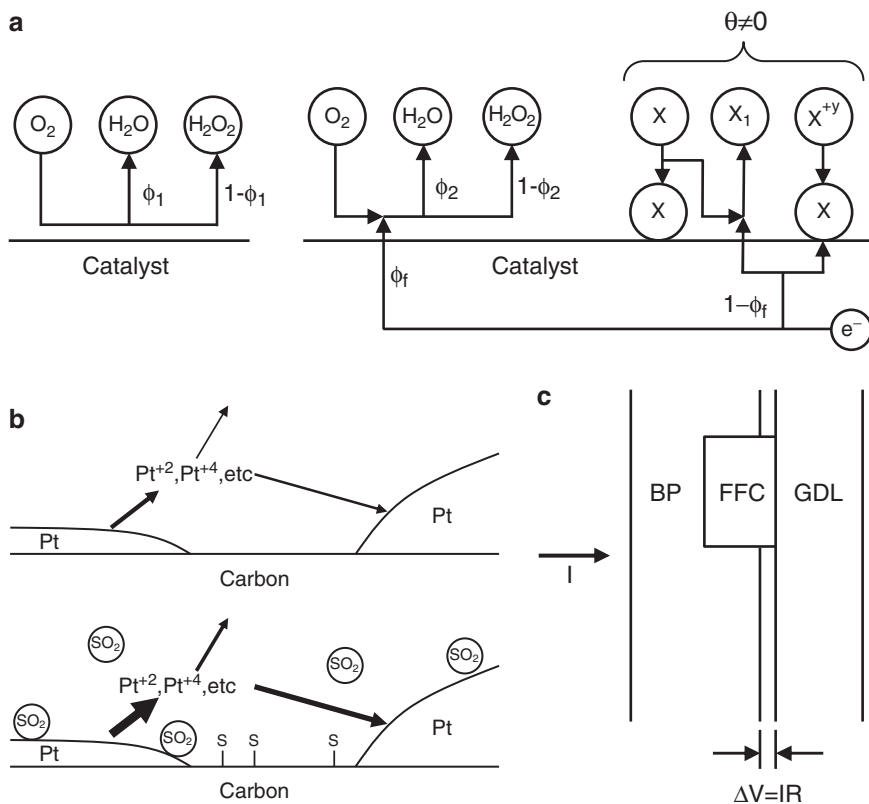 a
θ≠0
O2 H2O H2O2
ϕ1 1-ϕ1
Catalyst
O2 H2O H2O2 X X1 X+y
ϕ2 1-ϕ2
X X
Catalyst
ϕf 1−ϕf
e−
b
Pt+2,Pt+4,etc
Pt
Pt
Carbon
SO2 SO2 SO2
Pt+2,Pt+4,etc
SO2 SO2
S S S
Pt
Pt
Carbon
c
BP FFC GDL
I
ΔV=IR